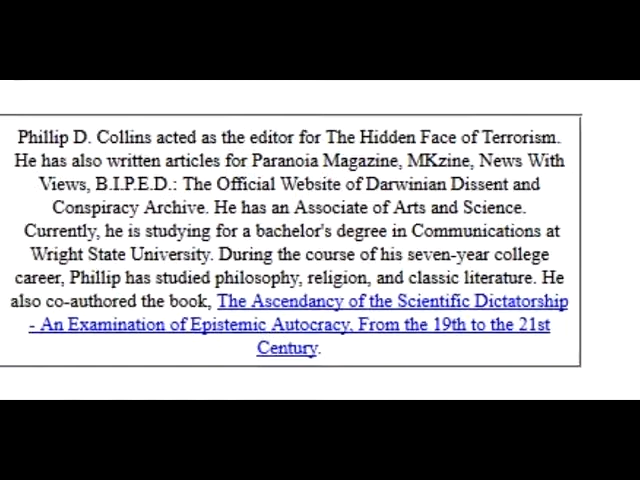 Phillip D. Collins acted as the editor for The Hidden Face of Terrorism.
He has also written articles for Paranoia Magazine, MKzine, News With
Views, B.I.P.E.D.: The Official Website of Darwinian Dissent and
Conspiracy Archive. He has an Associate of Arts and Science.
Currently, he is studying for a bachelor's degree in Communications at
Wright State University. During the course of his seven-year college
career, Phillip has studied philosophy, religion, and classic literature. He
also co-authored the book, The Ascendancy of the Scientific Dictatorship
- An Examination of Epistemic Autocracy, From the 19th to the 21st
Century.